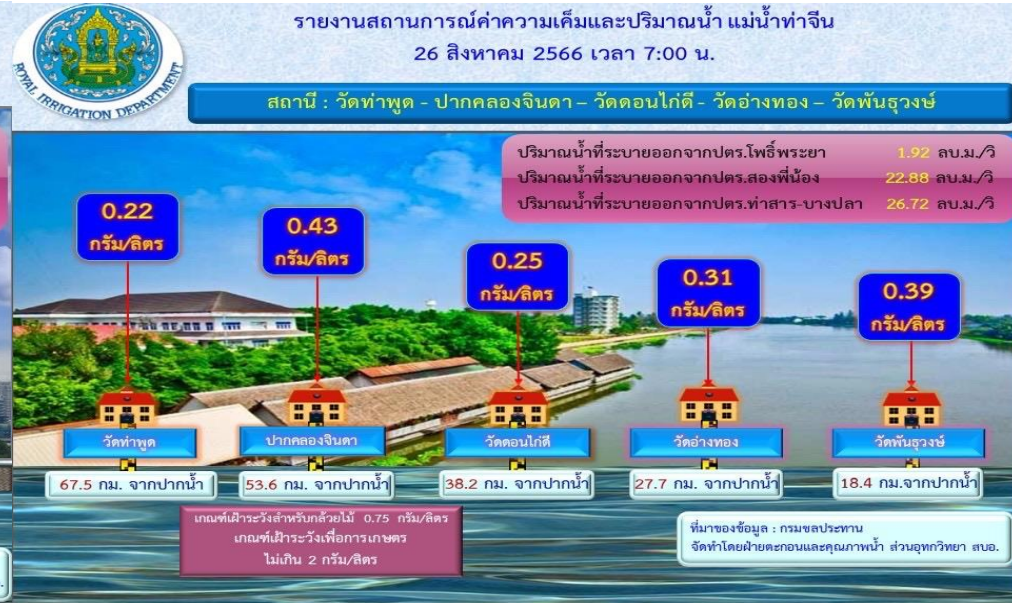 รายงานสถานการณ์ค่าความเค็มและปริมาณน้ำ แม่น้ำท่าจีน
26 สิงหาคม 2566 เวลา 7:00 น.
ROYAL IRRIGATION DEPARTMENT
สถานี : วัดท่าพูด - ปากคลองจินดา – วัดดอนไก่ดี - วัดอ่างทอง – วัดพันธุวงษ์
ปริมาณน้ำที่ระบายออกจากปตร.โพธิ์พระยา 1.92 ลบ.ม./วิ
ปริมาณน้ำที่ระบายออกจากปตร.สองพี่น้อง 22.88 ลบ.ม./วิ
ปริมาณน้ำที่ระบายออกจากปตร.ท่าสาร-บางปลา 26.72 ลบ.ม./วิ
0.22
กรัม/ลิตร
0.43
กรัม/ลิตร
0.25
กรัม/ลิตร
0.31
กรัม/ลิตร
0.39
กรัม/ลิตร
วัดท่าพูด
ปากคลองจินดา
วัดดอนไก่ดี
วัดอ่างทอง
วัดพันธุวงษ์
67.5 กม. จากปากน้ำ
53.6 กม. จากปากน้ำ
38.2 กม. จากปากน้ำ
27.7 กม. จากปากน้ำ
18.4 กม.จากปากน้ำ
เกณฑ์เฝ้าระวังสำหรับกล้วยไม้ 0.75 กรัม/ลิตร
เกณฑ์เฝ้าระวังเพื่อการเกษตร
ไม่เกิน 2 กรัม/ลิตร
ที่มาของข้อมูล : กรมชลประทาน
จัดทำโดยฝ่ายตะกอนและคุณภาพน้ำ ส่วนอุทกวิทยา สบอ.